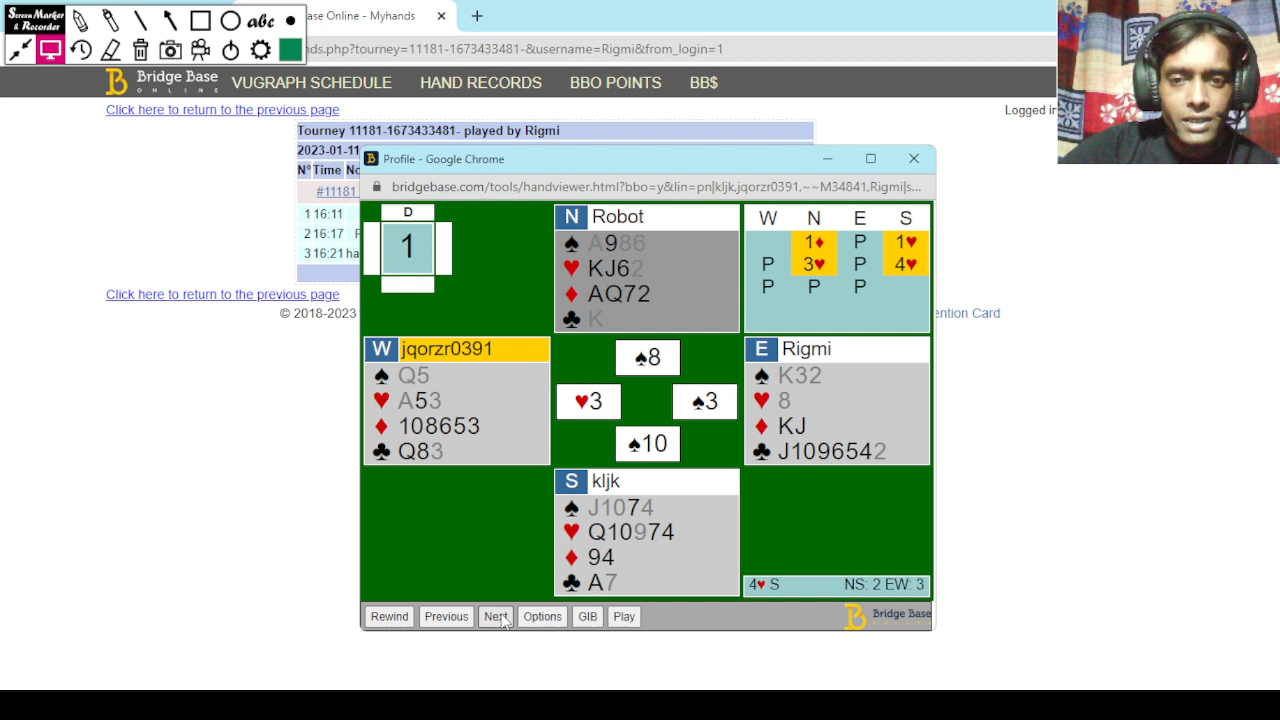 Screen Marker
& Recorder
abc
Base Online - Myhands
nds.php?tourney=11181-1673433481-&username=Rigmi&from_login=1
Bridge Base
ONLINE
VUGRAPH SCHEDULE
HAND RECORDS
BBO POINTS
BB$
Click here to return to the previous page
Logged in
Tourney 11181-1673433481- played by Rigmi
2023-01-11
Nº Time No
#11181
1 16:11
2 16:17 F
3 16:21 ha
Click here to return to the previous page
© 2018-2023
ention Card
Profile - Google Chrome
bridgebase.com/tools/handviewer.html?bbo=y&lin=pn|kljk,jqorzr0391,~~M34841,Rigmi|s...
D
1
N Robot
♠ A986
♥ KJ62
♦ AQ72
♣ K
W N E S
1♦ P 1♥
P 3♥ P 4♥
P P P
W jqorzr0391
♠ Q5
♥ A53
♦ 108653
♣ Q83
♠8
♥3
♠3
♠10
E Rigmi
♠ K32
♥ 8
♦ KJ
♣ J1096542
S kljk
♠ J1074
♥ Q10974
♦ 94
♣ A7
4♥ S NS: 2 EW: 3
Rewind
Previous
Next
Options
GIB
Play
Bridge Base